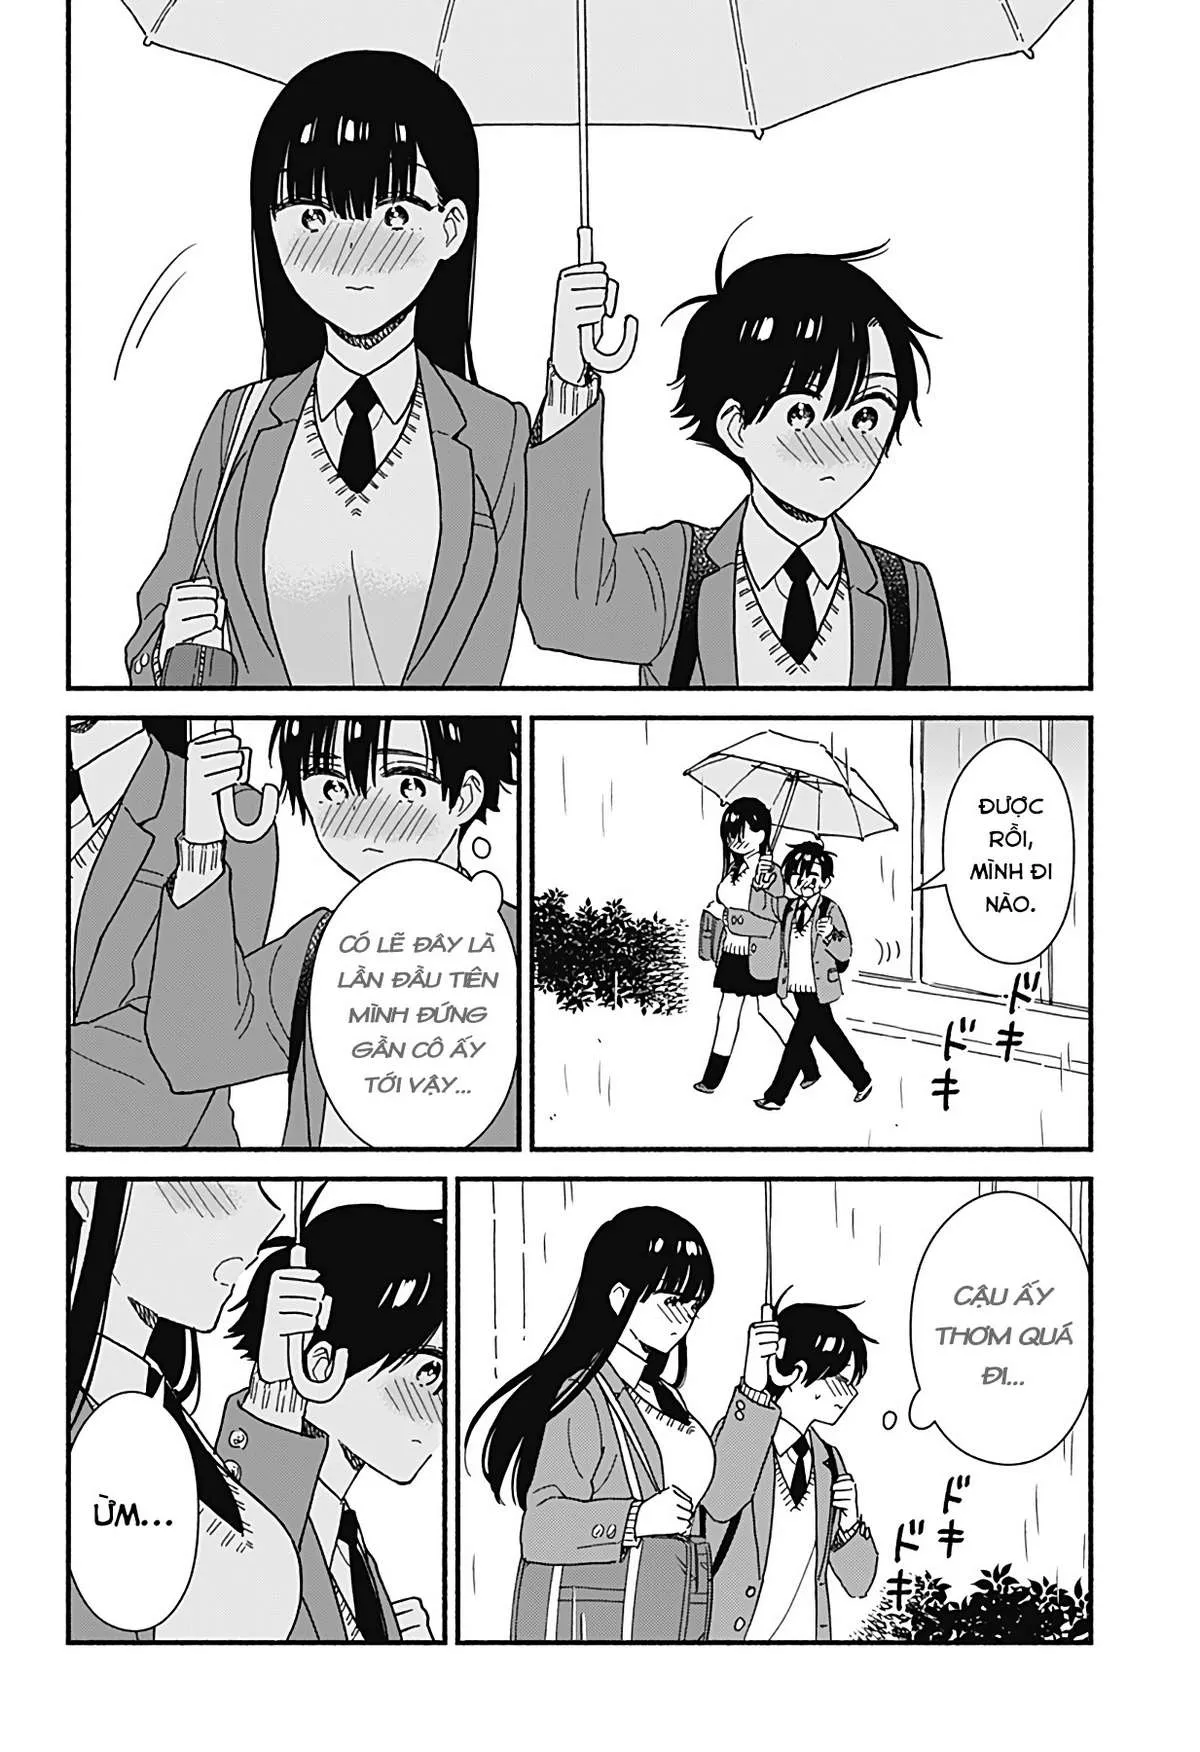 ĐƯỢC
RỒI,
MÌNH ĐI
NÀO.
ドキ
ドキ
CÓ LẼ ĐÂY LÀ
LẦN ĐẦU TIÊN
MÌNH ĐỨNG
GẦN CÔ ẤY
TỚI VẬY...
CẬU ẤY
THƠM QUÁ
ĐI...
ドキ
ドキ
ỪM...